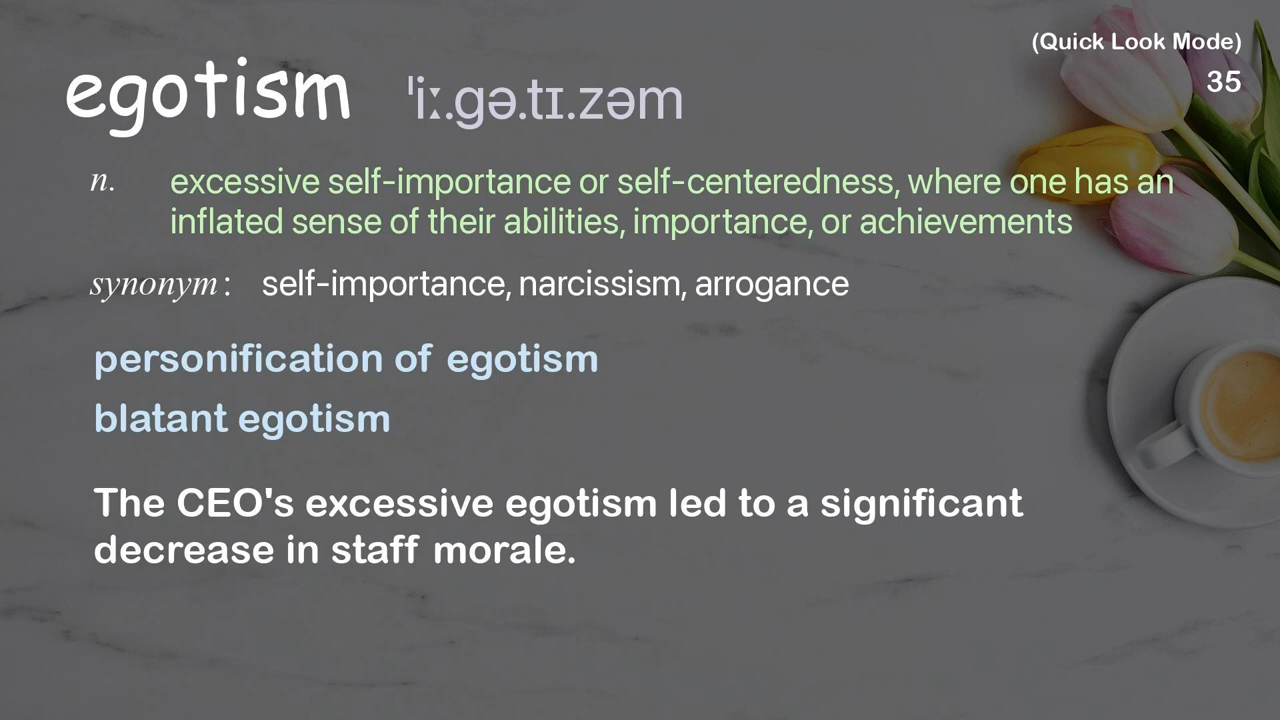 (Quick Look Mode)
35
egotism ˈiː.gə.tɪ.zəm
n. excessive self-importance or self-centeredness, where one has an
inflated sense of their abilities, importance, or achievements
synonym: self-importance, narcissism, arrogance
personification of egotism
blatant egotism
The CEO's excessive egotism led to a significant
decrease in staff morale.